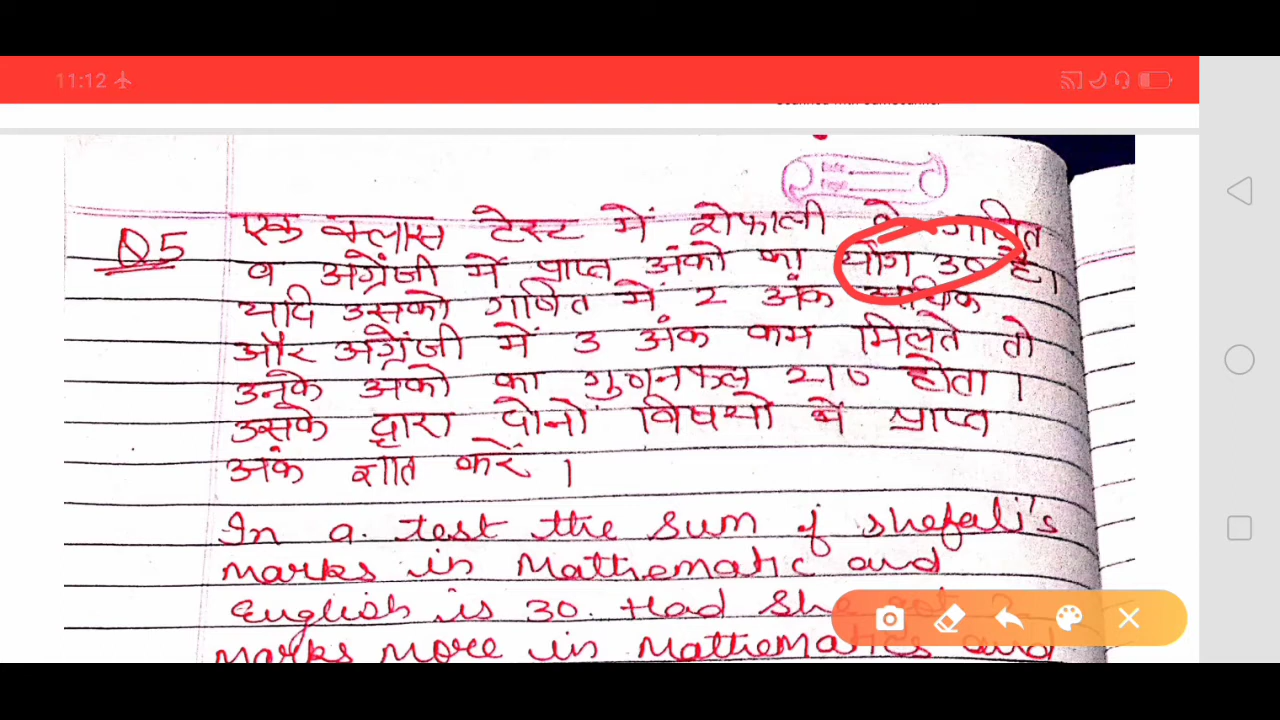 11:12
Q5 एक क्लास टेस्ट में शेफाली के गणित
व अंग्रेंजी में प्राप्त अंको का योग 30 है।
यदि उसको गणित में 2 अंक अधिक
और अंग्रेंजी में 3 अंक कम मिलते तो
उनके अंको का गुणनफल 210 होता।
उसके द्वारा दोनों विषयों में प्राप्त
अंक ज्ञात करें।
In a test the sum of Shefali's
marks in Mathematic and
English is 30. Had she got 2
marks more in Mathematics and